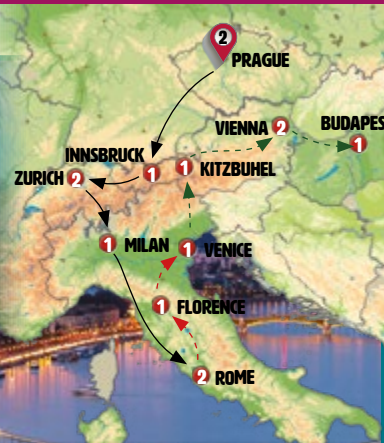 2
PRAGUE
VIENNA 2
BUDAPES
1
INNSBRUCK
1
1 KITZBUHEL
ZURICH 2
1 MILAN
1 VENICE
1 FLORENCE
2 ROME